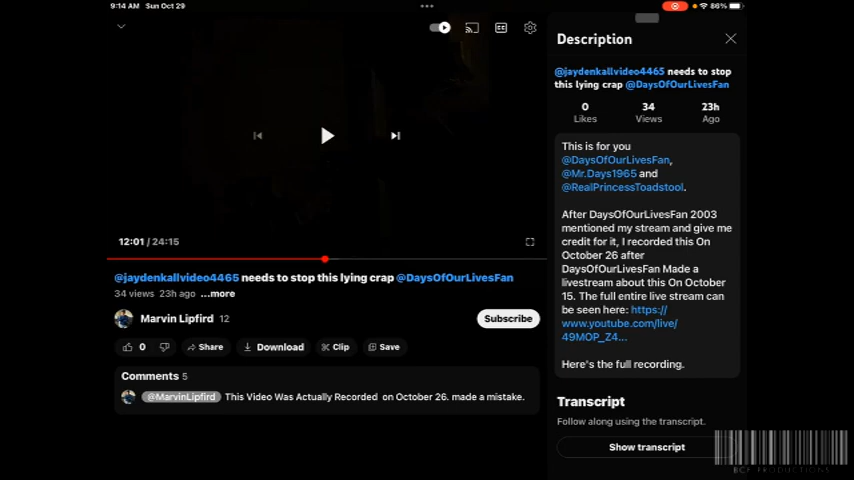 9:14 AM Sun Oct 29
86%
12:01 / 24:15
@jaydenkallvideo4465 needs to stop this lying crap @DaysOfOurLivesFan
34 views 23h ago ...more
Marvin Lipfird 12
Subscribe
0
Share
Download
Clip
Save
Comments 5
@MarvinLipfird This Video Was Actually Recorded on October 26. made a mistake.
Description
@jaydenkallvideo4465 needs to stop
this lying crap @DaysOfOurLivesFan
0 34 23h
Likes Views Ago
This is for you
@DaysOfOurLivesFan,
@Mr.Days1965 and
@RealPrincessToadstool.
After DaysOfOurLivesFan 2003
mentioned my stream and give me
credit for it, I recorded this On
October 26 after
DaysOfOurLivesFan Made a
livestream about this On October
15. The full entire live stream can
be seen here: https://
www.youtube.com/live/
49MOP_Z4...
Here's the full recording.
Transcript
Follow along using the transcript.
Show transcript
PRODUCTIONS